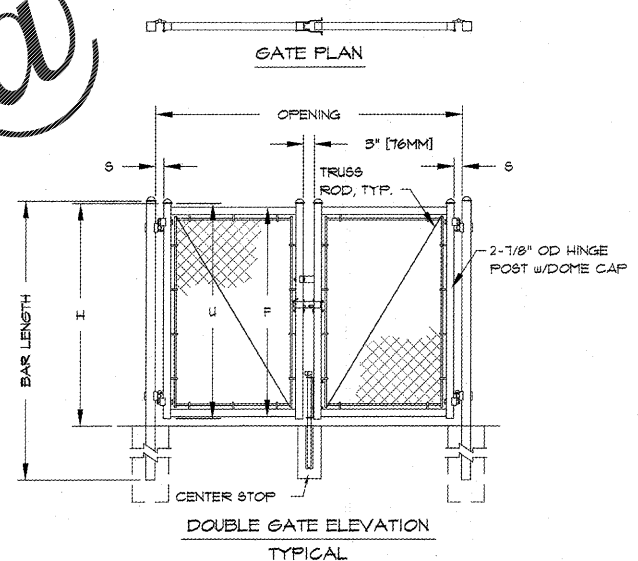 a
GATE PLAN
OPENING
3" [76MM]
S
S
TRUSS
ROD, TYP.
2-7/8" OD HINGE
POST W/DOME CAP
BAR LENGTH
H
U
F
CENTER STOP
DOUBLE GATE ELEVATION
TYPICAL